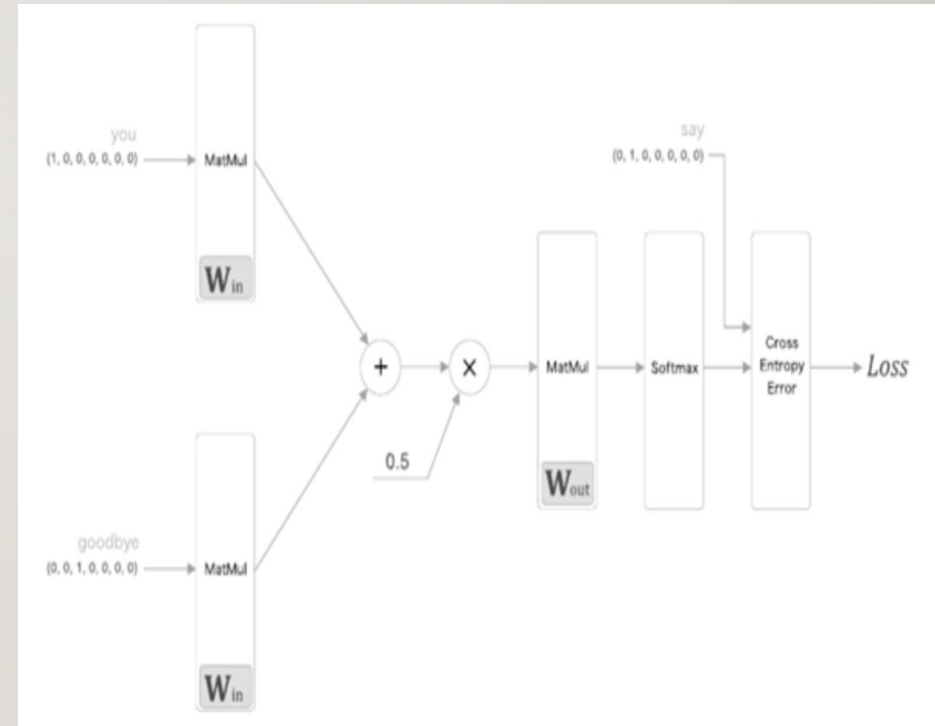 you
(1, 0, 0, 0, 0, 0, 0)
MatMul
Win
say
(0, 1, 0, 0, 0, 0, 0)
+
×
0.5
MatMul
Wout
Softmax
Cross
Entropy
Error
Loss
goodbye
(0, 0, 1, 0, 0, 0, 0)
MatMul
Win